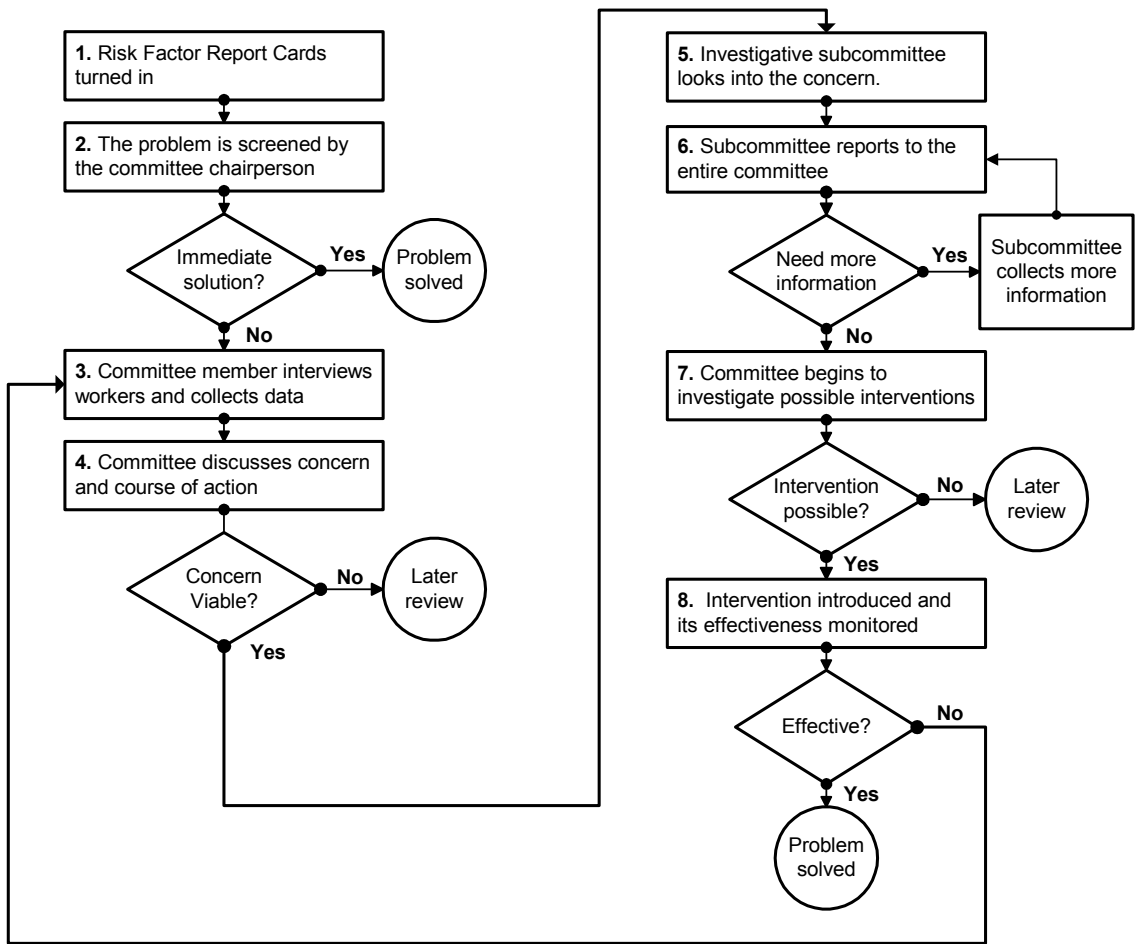 1. Risk Factor Report Cards
turned in
2. The problem is screened by
the committee chairperson
Immediate
solution?
Yes
Problem
solved
No
3. Committee member interviews
workers and collects data
4. Committee discusses concern
and course of action
Concern
Viable?
No
Later
review
Yes
5. Investigative subcommittee
looks into the concern.
6. Subcommittee reports to the
entire committee
Need more
information
Yes
Subcommittee
collects more
information
No
7. Committee begins to
investigate possible interventions
Intervention
possible?
No
Later
review
Yes
8. Intervention introduced and
its effectiveness monitored
Effective?
No
Yes
Problem
solved